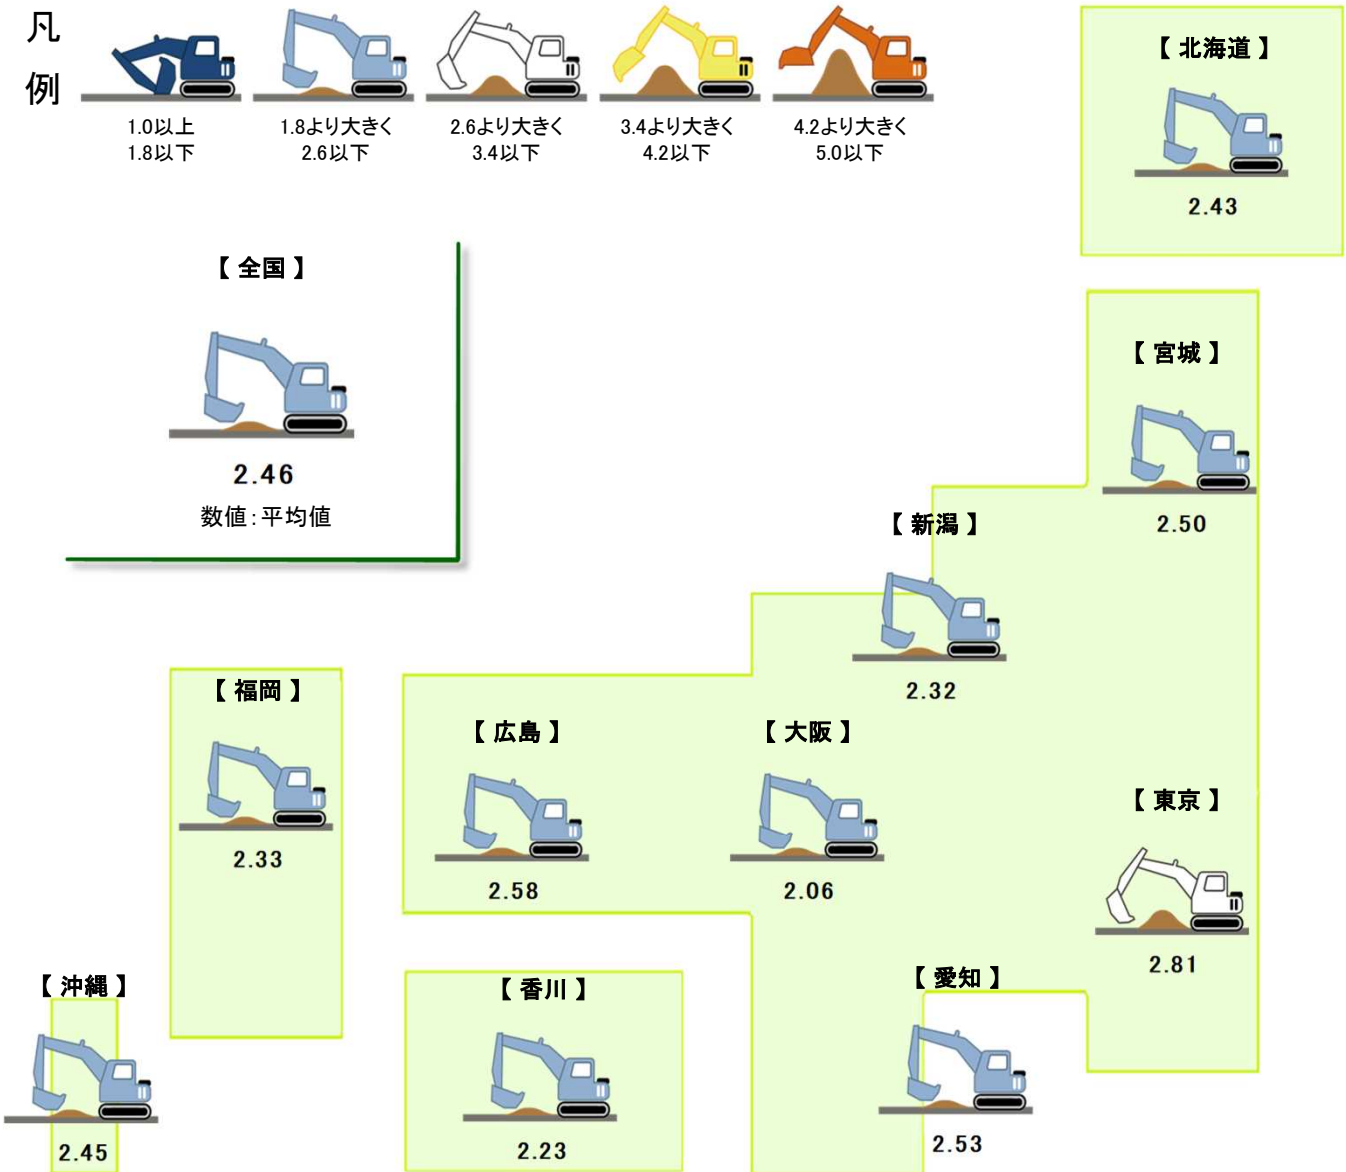 凡
例
1.0以上
1.8以下
1.8より大きく
2.6以下
2.6より大きく
3.4以下
3.4より大きく
4.2以下
4.2より大きく
5.0以下
【 北海道 】
2.43
【 全国 】
2.46
数値:平均値
【 宮城 】
2.50
【 新潟 】
2.32
【 福岡 】
2.33
【 広島 】
2.58
【 大阪 】
2.06
【 東京 】
2.81
【 沖縄 】
2.45
【 香川 】
2.23
【 愛知 】
2.53